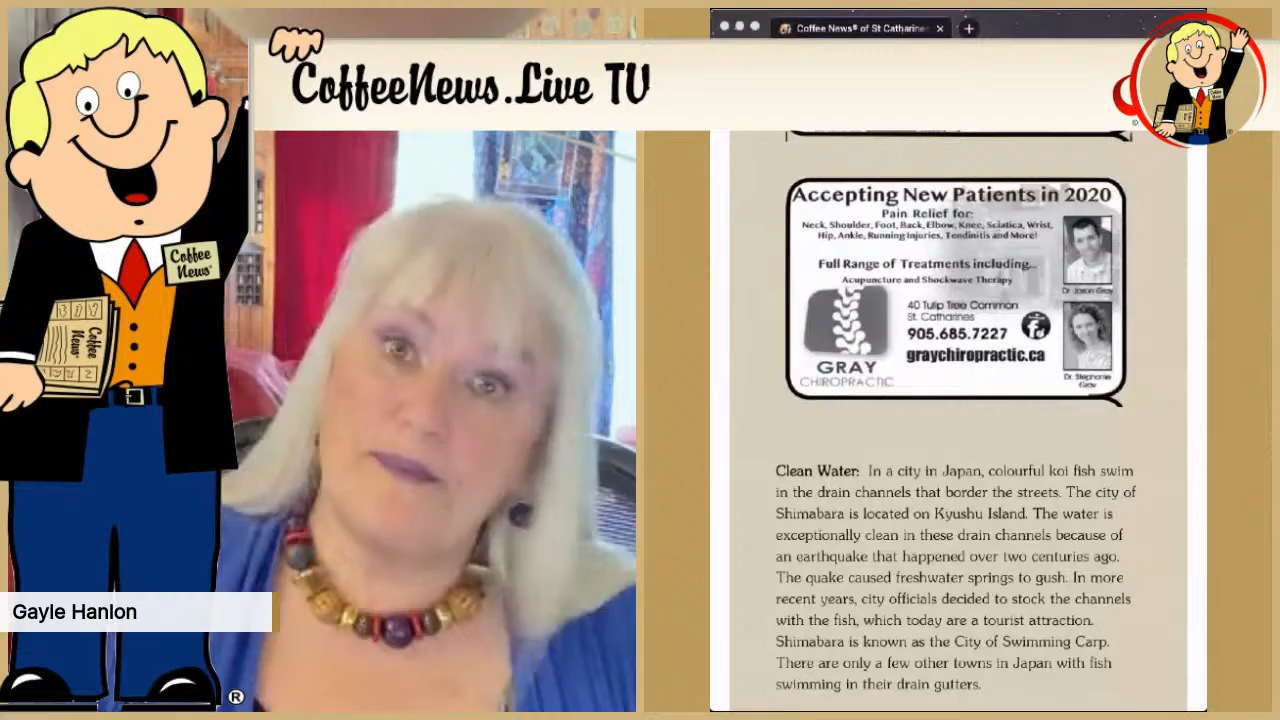 Coffee News® of St Catharine
CoffeeNews.Live TV
Coffee
News®
Coffee
News
Gayle Hanlon
®
Accepting New Patients in 2020
Pain Relief for:
Neck, Shoulder, Foot, Back, Elbow, Knee, Sciatica, Wrist,
Hip, Ankle, Running Injuries, Tendinitis and More!
Full Range of Treatments including...
Acupuncture and Shockwave Therapy
40 Tulip Tree Common
St. Catharines
905.685.7227
graychiropractic.ca
GRAY
CHIROPRACTIC
Dr. Jason Gray
Dr. Stephanie
Gray
Clean Water: In a city in Japan, colourful koi fish swim
in the drain channels that border the streets. The city of
Shimabara is located on Kyushu Island. The water is
exceptionally clean in these drain channels because of
an earthquake that happened over two centuries ago.
The quake caused freshwater springs to gush. In more
recent years, city officials decided to stock the channels
with the fish, which today are a tourist attraction.
Shimabara is known as the City of Swimming Carp.
There are only a few other towns in Japan with fish
swimming in their drain gutters.